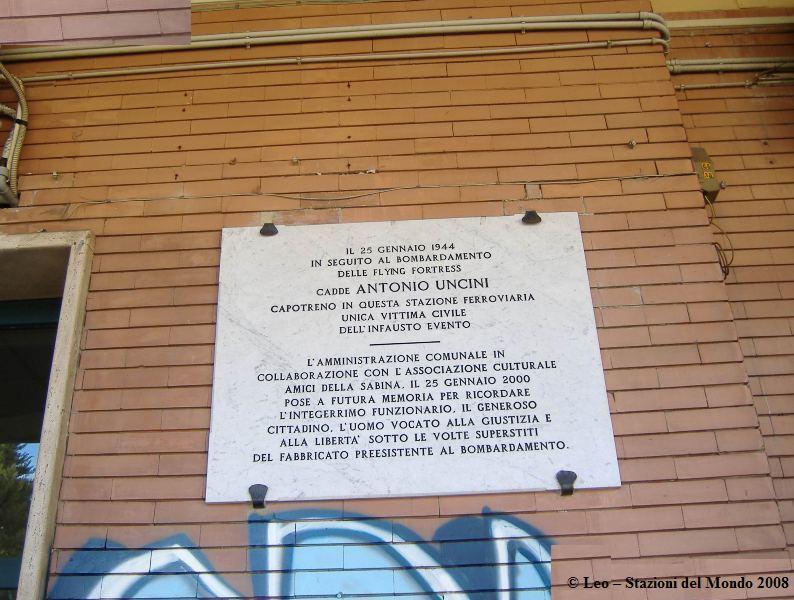 IL 25 GENNAIO 1944
IN SEGUITO AL BOMBARDAMENTO
DELLE FLYNG FORTRESS
CADDE ANTONIO UNCINI
CAPOTRENO IN QUESTA STAZIONE FERROVIARIA
UNICA VITTIMA CIVILE
DELL'INFAUSTO EVENTO
L'AMMINISTRAZIONE COMUNALE IN
COLLABORAZIONE CON L'ASSOCIAZIONE CULTURALE
AMICI DELLA SABINA, IL 25 GENNAIO 2000
POSE A FUTURA MEMORIA PER RICORDARE
L'INTEGERRIMO FUNZIONARIO, IL GENEROSO
CITTADINO, L'UOMO VOCATO ALLA GIUSTIZIA E
ALLA LIBERTA' SOTTO LE VOLTE SUPERSTITI
DEL FABBRICATO PREESISTENTE AL BOMBARDAMENTO.
© Leo – Stazioni del Mondo 2008